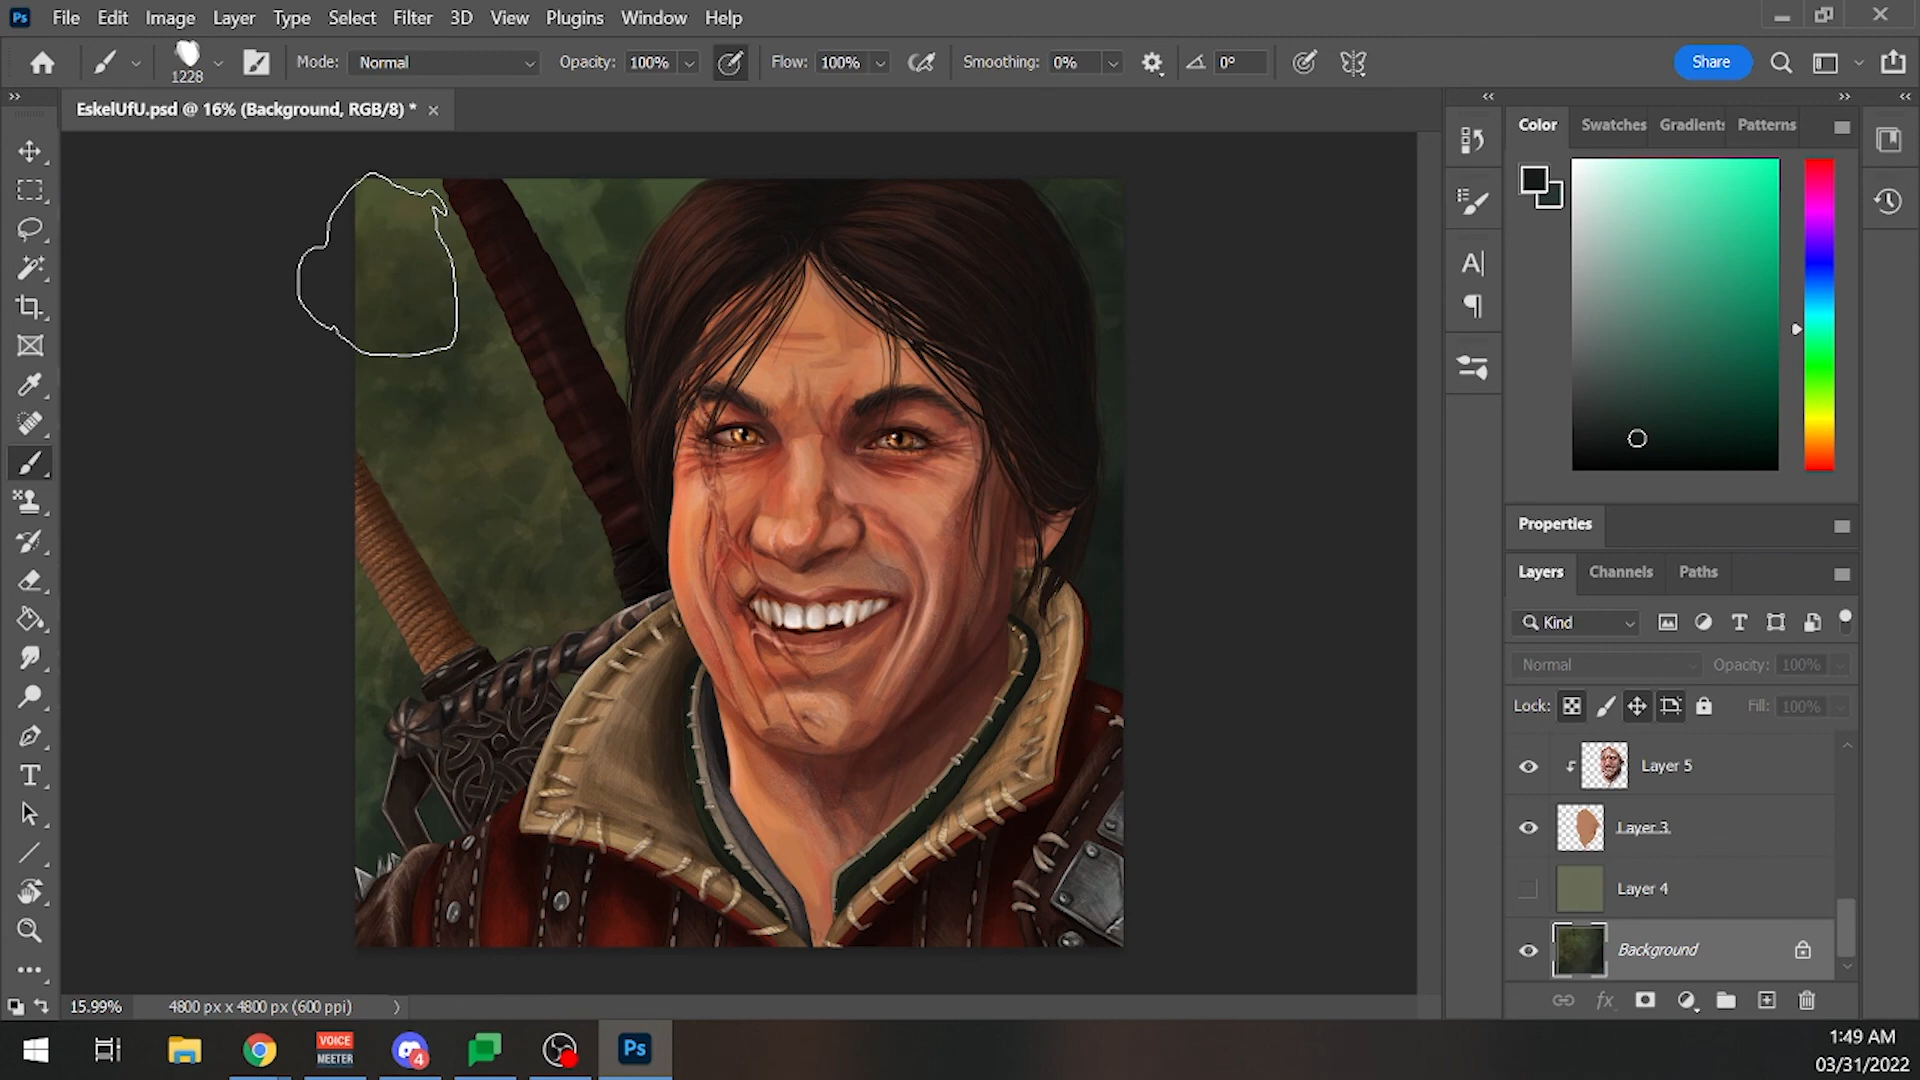 Ps File Edit Image Layer Type Select Filter 3D View Plugins Window Help
1228 Mode: Normal Opacity: 100% Flow: 100% Smoothing: 0% 0° Share
EskelUfU.psd @ 16% (Background, RGB/8) *
Color Swatches Gradients Patterns
Properties
Layers Channels Paths
Kind
Normal Opacity: 100%
Lock: Fill: 100%
Layer 5
Layer 3
Layer 4
Background
fx
15.99% 4800 px x 4800 px (600 ppi)
VOICE
MEETER
4
Ps
1:49 AM
03/31/2022